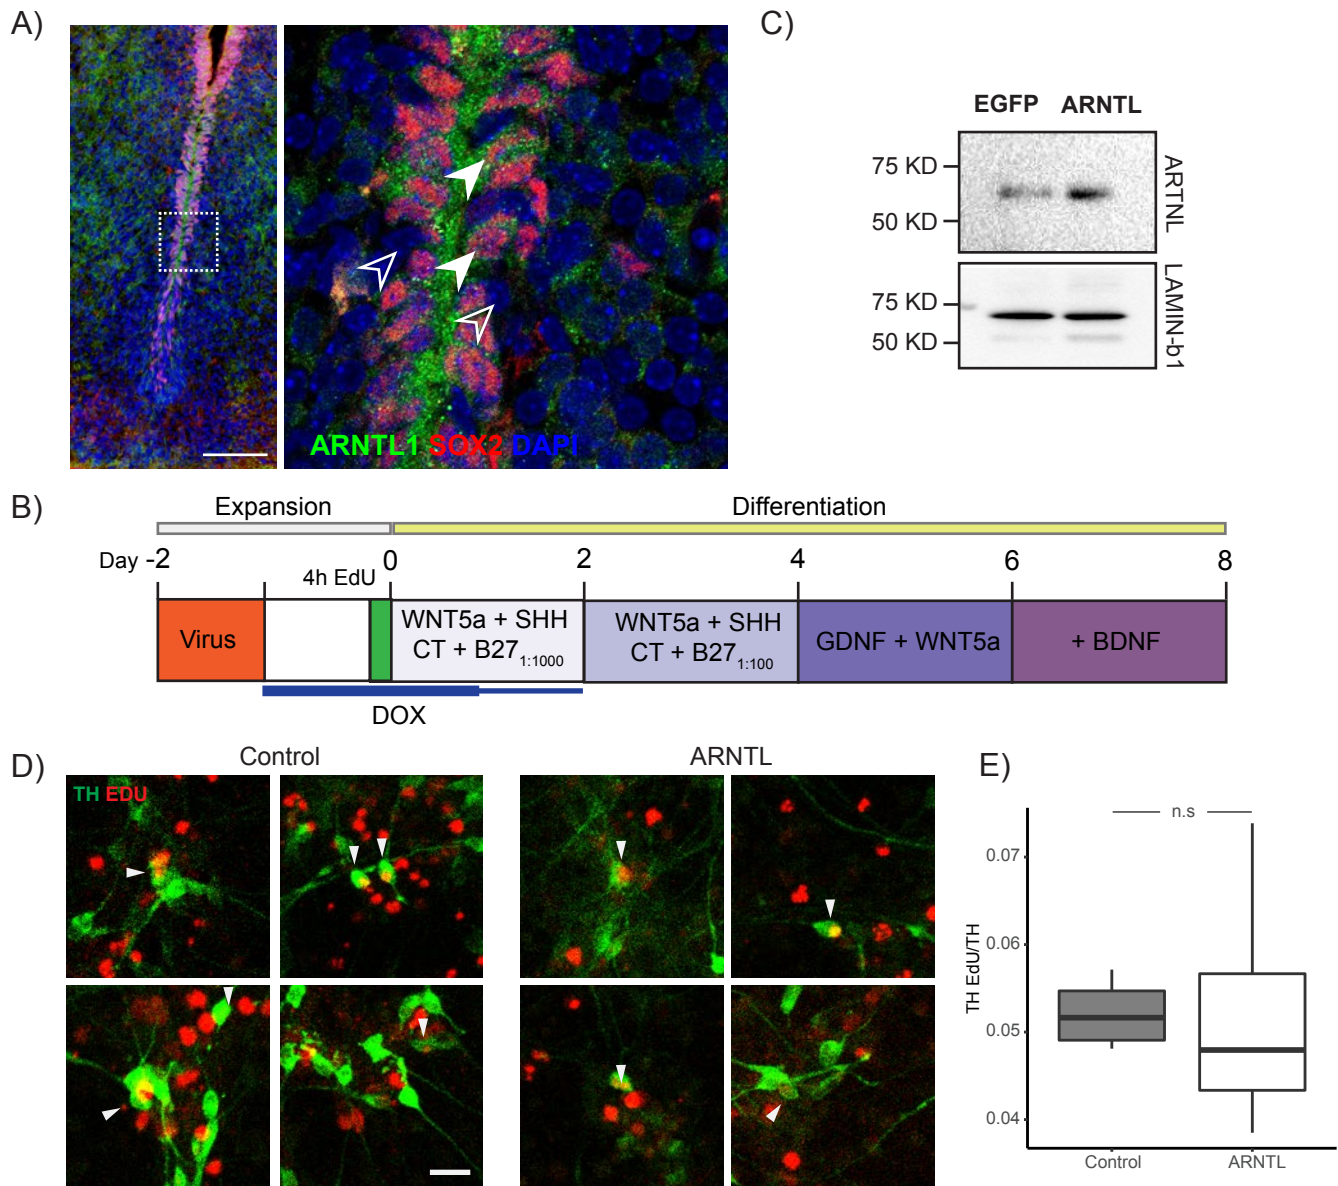 A)
ARNTL1 SOX2 DAPI
C)
EGFP ARNTL
75 KD
50 KD
ARTNL
75 KD
50 KD
LAMIN-b1
B)
Expansion
Differentiation
Day -2 0 2 4 6 8
4h EdU
Virus
WNT5a + SHH
CT + B27 1:1000
WNT5a + SHH
CT + B27 1:100
GDNF + WNT5a
+ BDNF
DOX
D)
Control
ARNTL
TH EDU
E)
n.s
0.07
0.06
0.05
0.04
TH EdU/TH
Control
ARNTL